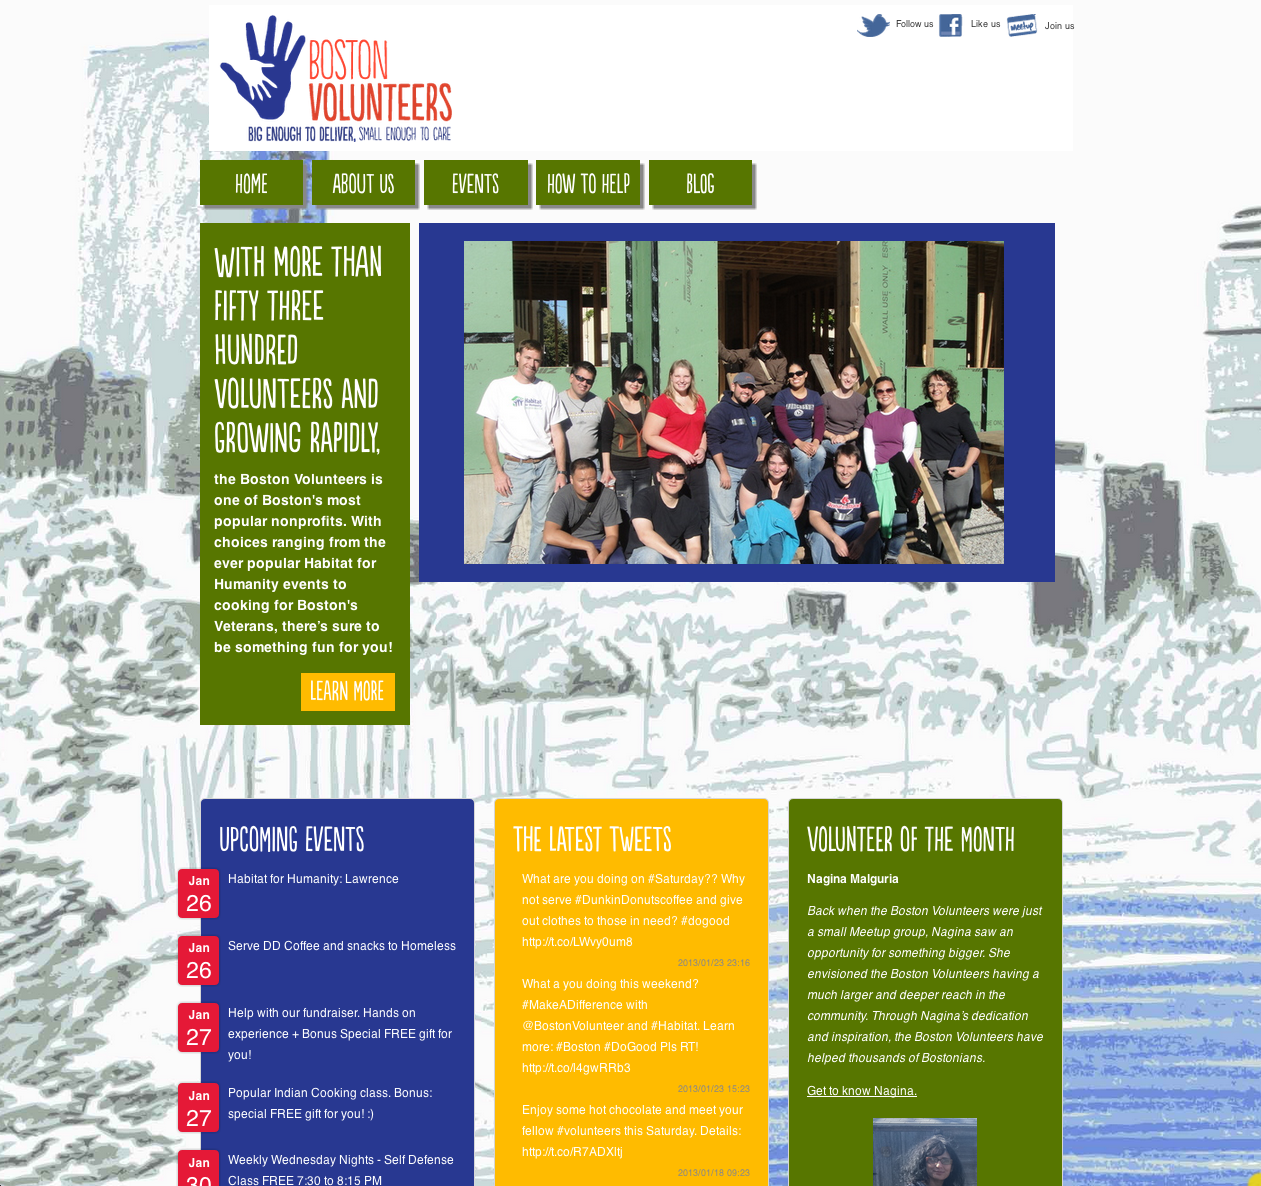 Follow us
Like us
meetup
Join us
BOSTON
VOLUNTEERS
BIG ENOUGH TO DELIVER, SMALL ENOUGH TO CARE
HOME
ABOUT US
EVENTS
HOW TO HELP
BLOG
WITH MORE THAN
FIFTY THREE
HUNDRED
VOLUNTEERS AND
GROWING RAPIDLY,
the Boston Volunteers is
one of Boston's most
popular nonprofits. With
choices ranging from the
ever popular Habitat for
Humanity events to
cooking for Boston's
Veterans, there's sure to
be something fun for you!
LEARN MORE
WALL USE ONLY
Habitat
UPCOMING EVENTS
Jan
26
Habitat for Humanity: Lawrence
Jan
26
Serve DD Coffee and snacks to Homeless
Jan
27
Help with our fundraiser. Hands on
experience + Bonus Special FREE gift for
you!
Jan
27
Popular Indian Cooking class. Bonus:
special FREE gift for you! :)
Jan
30
Weekly Wednesday Nights - Self Defense
Class FREE 7:30 to 8:15 PM
THE LATEST TWEETS
What are you doing on #Saturday?? Why
not serve #DunkinDonutscoffee and give
out clothes to those in need? #dogood
http://t.co/LWvy0um8
2013/01/23 23:16
What a you doing this weekend?
#MakeADifference with
@BostonVolunteer and #Habitat. Learn
more: #Boston #DoGood Pls RT!
http://t.co/I4gwRRb3
2013/01/23 15:23
Enjoy some hot chocolate and meet your
fellow #volunteers this Saturday. Details:
http://t.co/R7ADXItj
2013/01/18 09:23
VOLUNTEER OF THE MONTH
Nagina Malguria
Back when the Boston Volunteers were just
a small Meetup group, Nagina saw an
opportunity for something bigger. She
envisioned the Boston Volunteers having a
much larger and deeper reach in the
community. Through Nagina's dedication
and inspiration, the Boston Volunteers have
helped thousands of Bostonians.
Get to know Nagina.